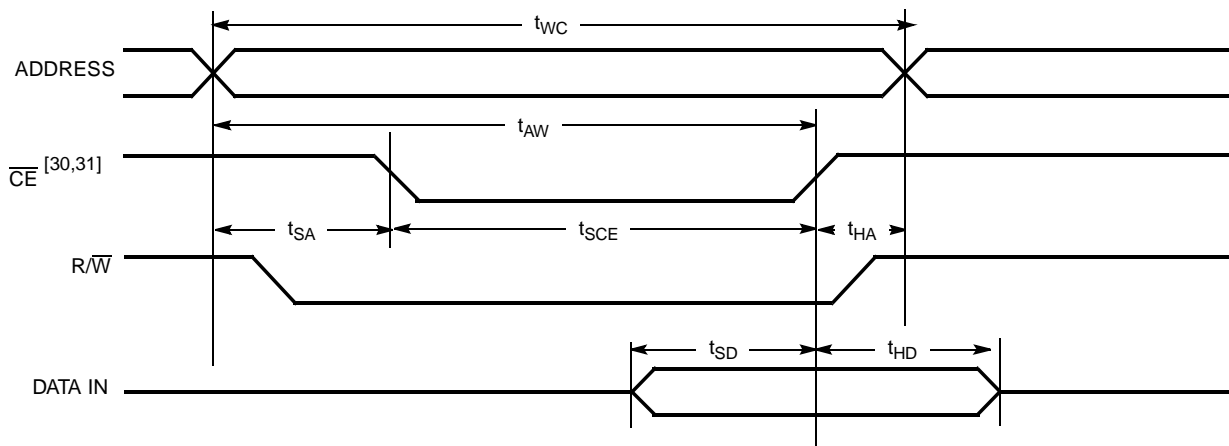 tWC
ADDRESS
tAW
CE [30,31]
tSA
tSCE
tHA
R/W
tSD
tHD
DATA IN